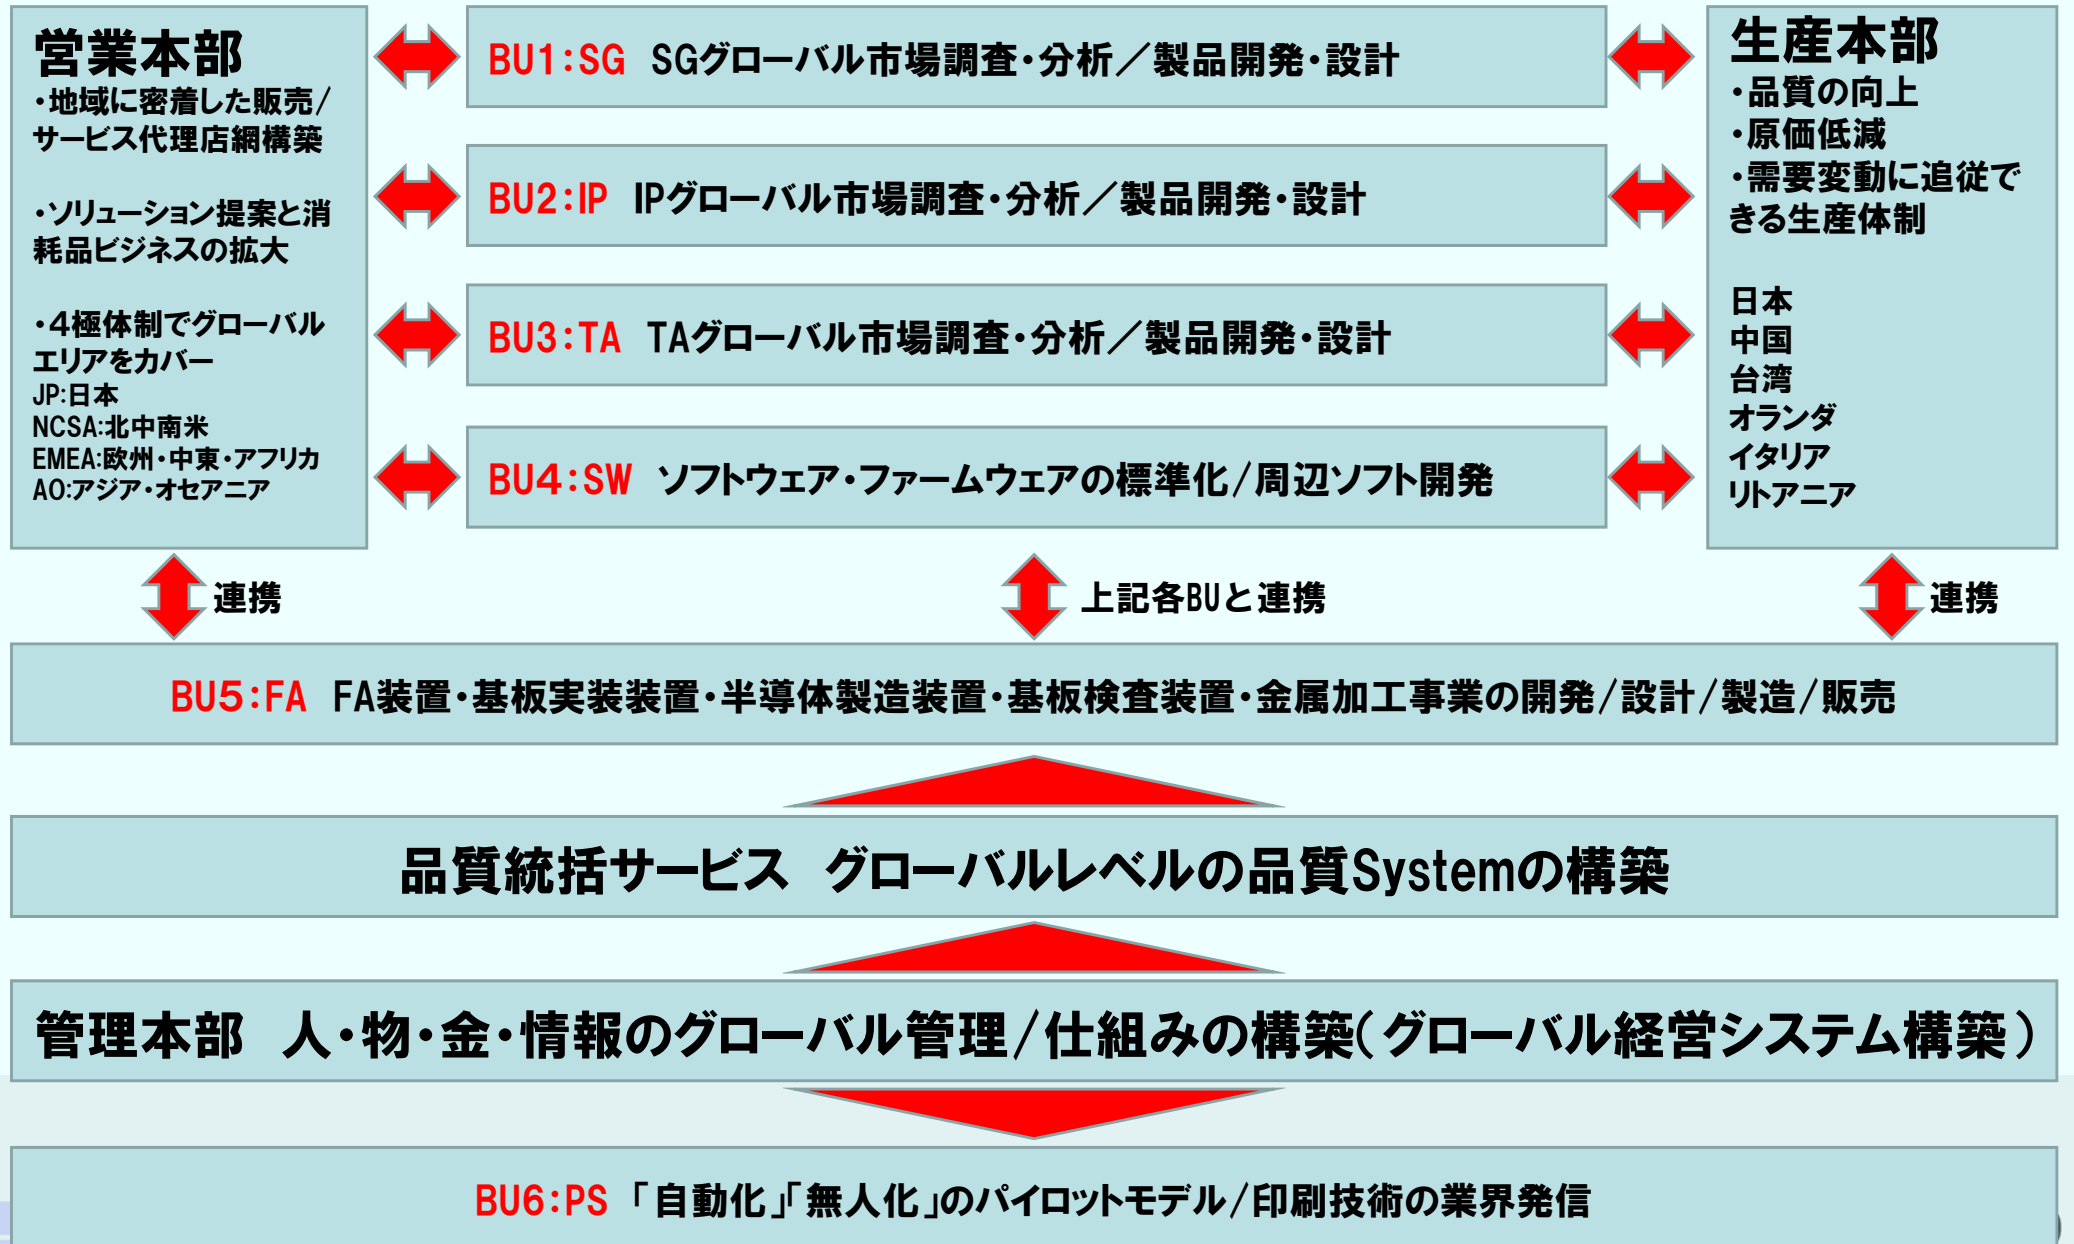 営業本部
・地域に密着した販売/
サービス代理店網構築
・ソリューション提案と消
耗品ビジネスの拡大
・4極体制でグローバル
エリアをカバー
JP:日本
NCSA:北中南米
EMEA:欧州・中東・アフリカ
AO:アジア・オセアニア
BU1:SG SGグローバル市場調査・分析／製品開発・設計
BU2:IP IPグローバル市場調査・分析／製品開発・設計
BU3:TA TAグローバル市場調査・分析／製品開発・設計
BU4:SW ソフトウェア・ファームウェアの標準化/周辺ソフト開発
生産本部
・品質の向上
・原価低減
・需要変動に追従で
きる生産体制
日本
中国
台湾
オランダ
イタリア
リトアニア
連携
上記各BUと連携
連携
BU5:FA FA装置・基板実装装置・半導体製造装置・基板検査装置・金属加工事業の開発/設計/製造/販売
品質統括サービス グローバルレベルの品質Systemの構築
管理本部 人・物・金・情報のグローバル管理/仕組みの構築(グローバル経営システム構築)
BU6:PS 「自動化」「無人化」のパイロットモデル/印刷技術の業界発信